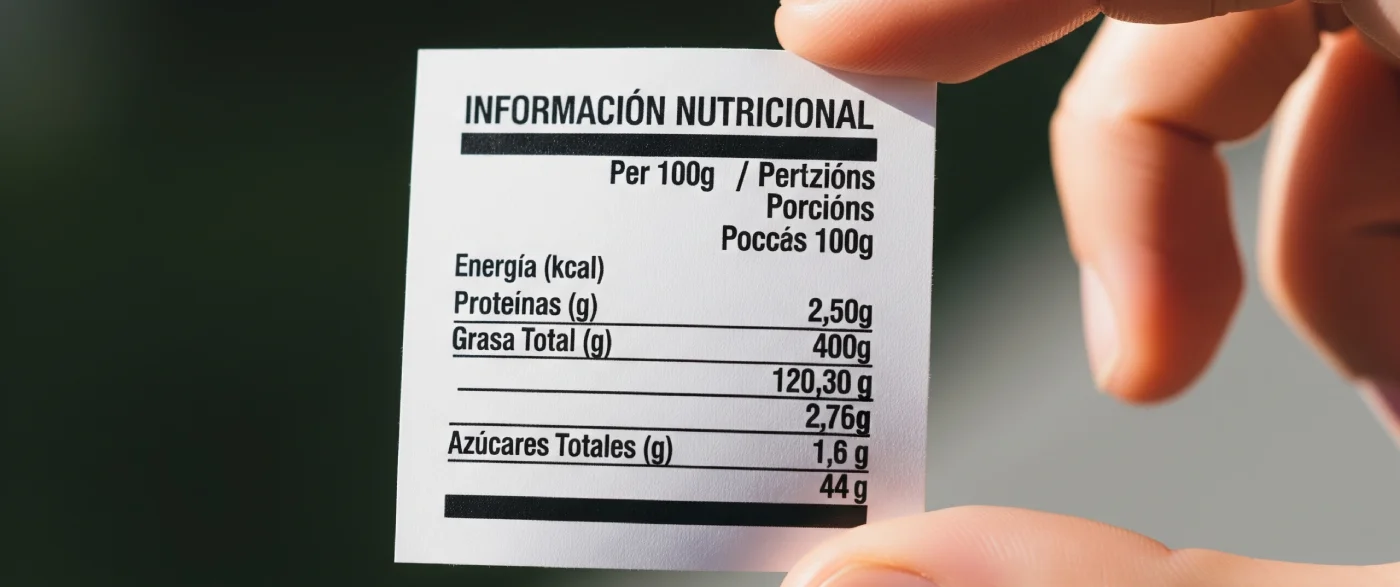 INFORMACIÓN NUTRICIONAL
Per 100g / Pertzións
Porcións
Poccás 100g
Energía (kcal)
Proteínas (g) 2,50g
Grasa Total (g) 400g
120,30 g
2,76g
Azúcares Totales (g) 1,6 g
44 g